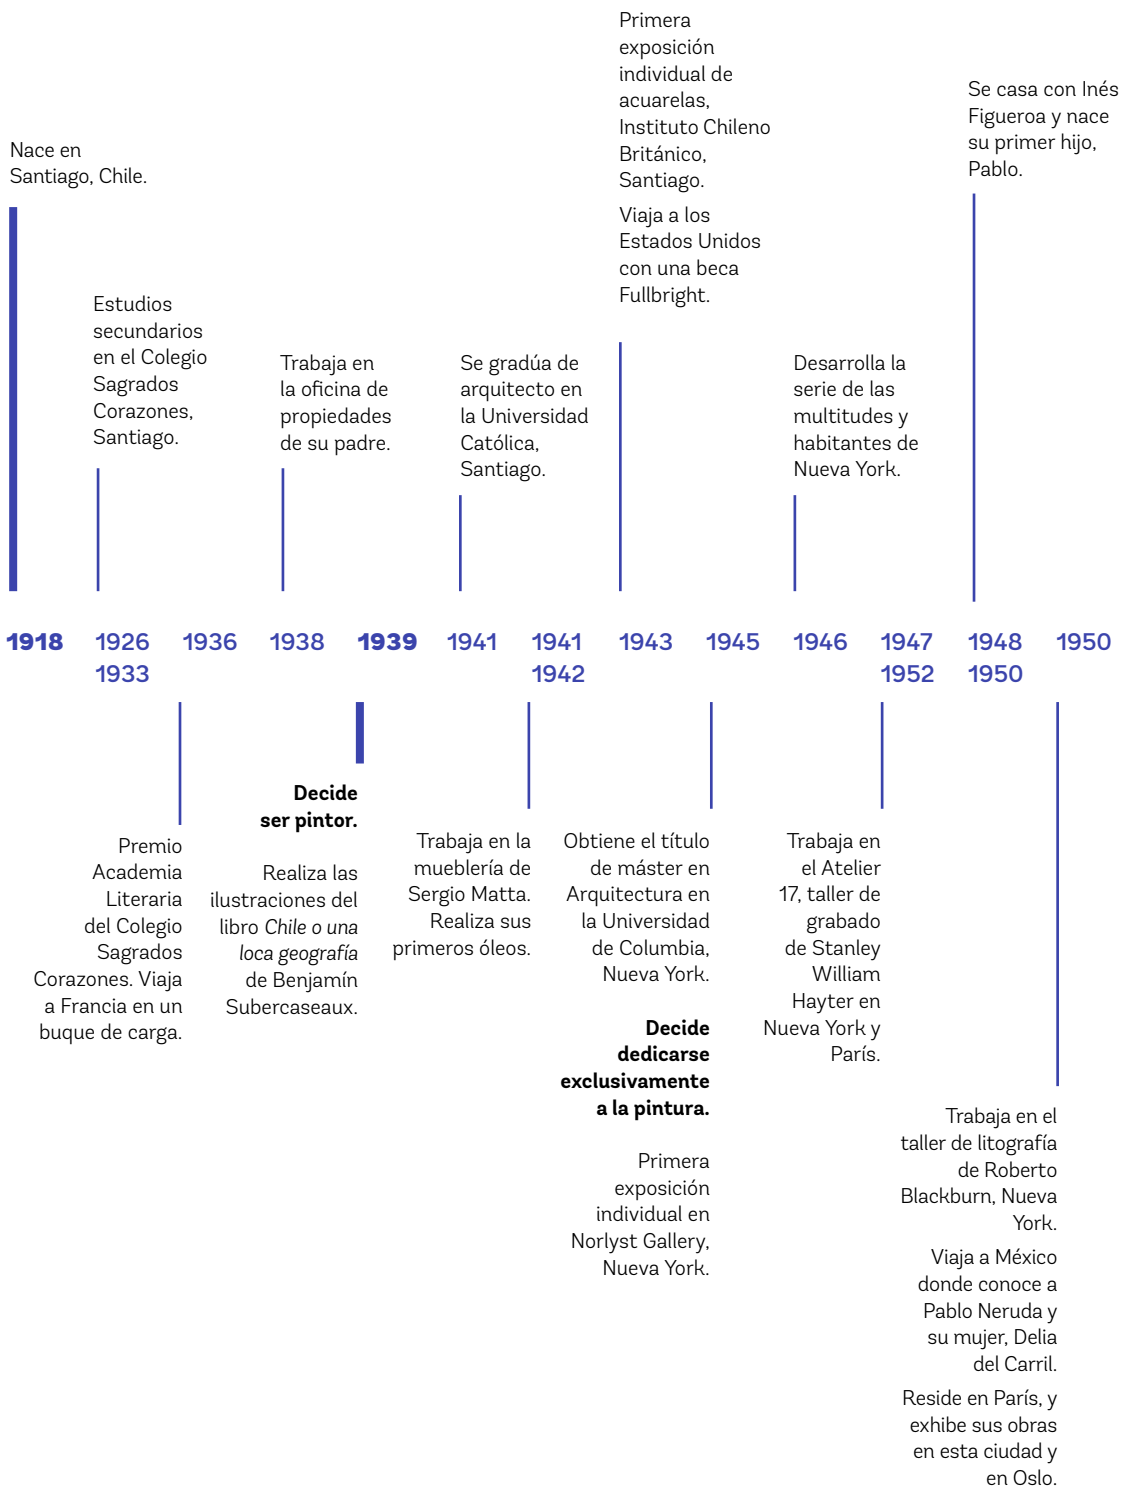 Primera
exposición
individual de
acuarelas,
Instituto Chileno
Británico,
Santiago.
Viaja a los
Estados Unidos
con una beca
Fullbright.
Se casa con Inés
Figueroa y nace
su primer hijo,
Pablo.
Nace en
Santiago, Chile.
Estudios
secundarios
en el Colegio
Sagrados
Corazones,
Santiago.
Trabaja en
la oficina de
propiedades
de su padre.
Se gradúa de
arquitecto en
la Universidad
Católica,
Santiago.
Desarrolla la
serie de las
multitudes y
habitantes de
Nueva York.
1918 1926 1936 1938 1939 1941 1941 1943 1945 1946 1947 1948 1950
1933 1942 1952 1950
Premio
Academia
Literaria
del Colegio
Sagrados
Corazones. Viaja
a Francia en un
buque de carga.
Decide
ser pintor.
Realiza las
ilustraciones del
libro Chile o una
loca geografía
de Benjamín
Subercaseaux.
Trabaja en la
mueblería de
Sergio Matta.
Realiza sus
primeros óleos.
Obtiene el título
de máster en
Arquitectura en
la Universidad
de Columbia,
Nueva York.
Decide
dedicarse
exclusivamente
a la pintura.
Primera
exposición
individual en
Norlyst Gallery,
Nueva York.
Trabaja en
el Atelier
17, taller de
grabado
de Stanley
William
Hayter en
Nueva York y
París.
Trabaja en el
taller de litografía
de Roberto
Blackburn, Nueva
York.
Viaja a México
donde conoce a
Pablo Neruda y
su mujer, Delia
del Carril.
Reside en París, y
exhibe sus obras
en esta ciudad y
en Oslo.